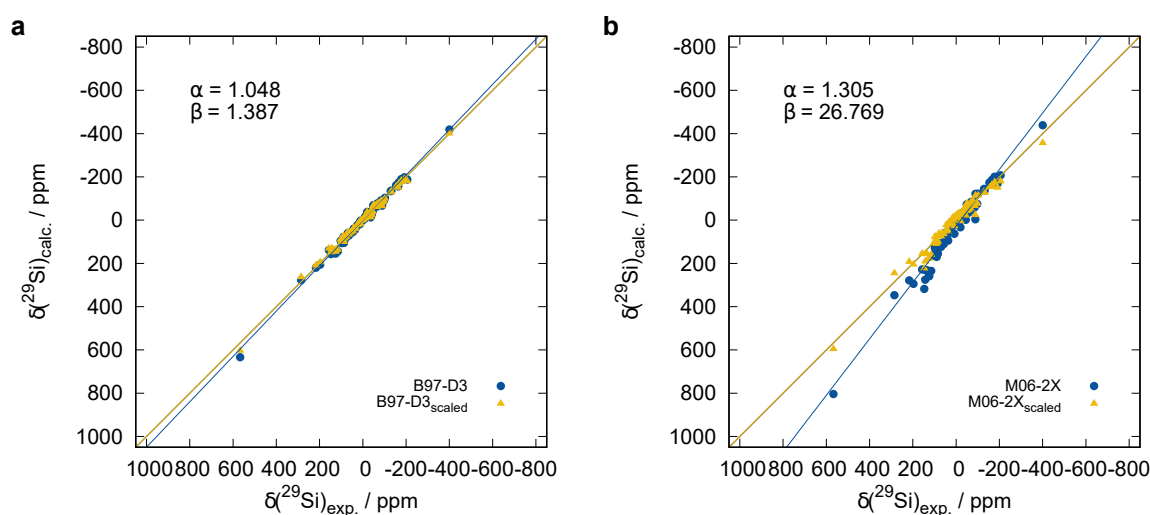 a
-800
-600
-400
-200
0
200
400
600
800
1000
δ(²⁹Si)calc. / ppm
α = 1.048
β = 1.387
B97-D3
B97-D3scaled
1000 800 600 400 200 0 -200 -400 -600 -800
δ(²⁹Si)exp. / ppm
b
-800
-600
-400
-200
0
200
400
600
800
1000
δ(²⁹Si)calc. / ppm
α = 1.305
β = 26.769
M06-2X
M06-2Xscaled
1000 800 600 400 200 0 -200 -400 -600 -800
δ(²⁹Si)exp. / ppm